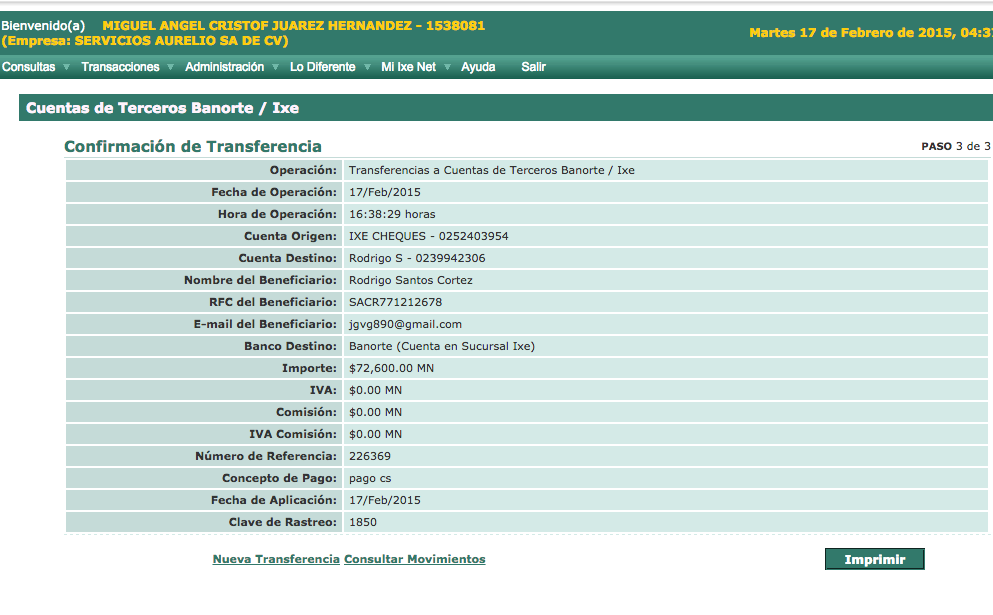 Bienvenido(a) MIGUEL ANGEL CRISTOF JUAREZ HERNANDEZ - 1538081
(Empresa: SERVICIOS AURELIO SA DE CV)
Martes 17 de Febrero de 2015, 04:3
Consultas Transacciones Administración Lo Diferente Mi Ixe Net Ayuda Salir
Cuentas de Terceros Banorte / Ixe
Confirmación de Transferencia PASO 3 de 3
Operación: Transferencias a Cuentas de Terceros Banorte / Ixe
Fecha de Operación: 17/Feb/2015
Hora de Operación: 16:38:29 horas
Cuenta Origen: IXE CHEQUES - 0252403954
Cuenta Destino: Rodrigo S - 0239942306
Nombre del Beneficiario: Rodrigo Santos Cortez
RFC del Beneficiario: SACR771212678
E-mail del Beneficiario: jgvg890@gmail.com
Banco Destino: Banorte (Cuenta en Sucursal Ixe)
Importe: $72,600.00 MN
IVA: $0.00 MN
Comisión: $0.00 MN
IVA Comisión: $0.00 MN
Número de Referencia: 226369
Concepto de Pago: pago cs
Fecha de Aplicación: 17/Feb/2015
Clave de Rastreo: 1850
Nueva Transferencia Consultar Movimientos Imprimir